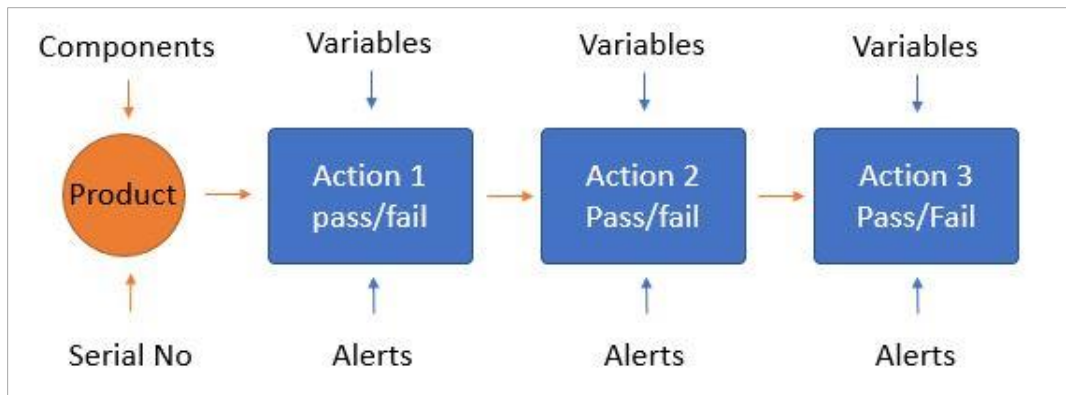 Components
Variables
Variables
Variables
Product
Action 1
pass/fail
Action 2
Pass/fail
Action 3
Pass/Fail
Serial No
Alerts
Alerts
Alerts